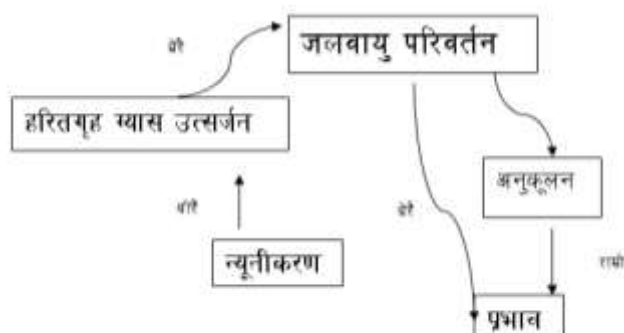 जलवायु परिवर्तन
धेरै
हरितगृह ग्यास उत्सर्जन
अनुकूलन
थोरै
धेरै
न्यूनीकरण
राम्रो
प्रभाव